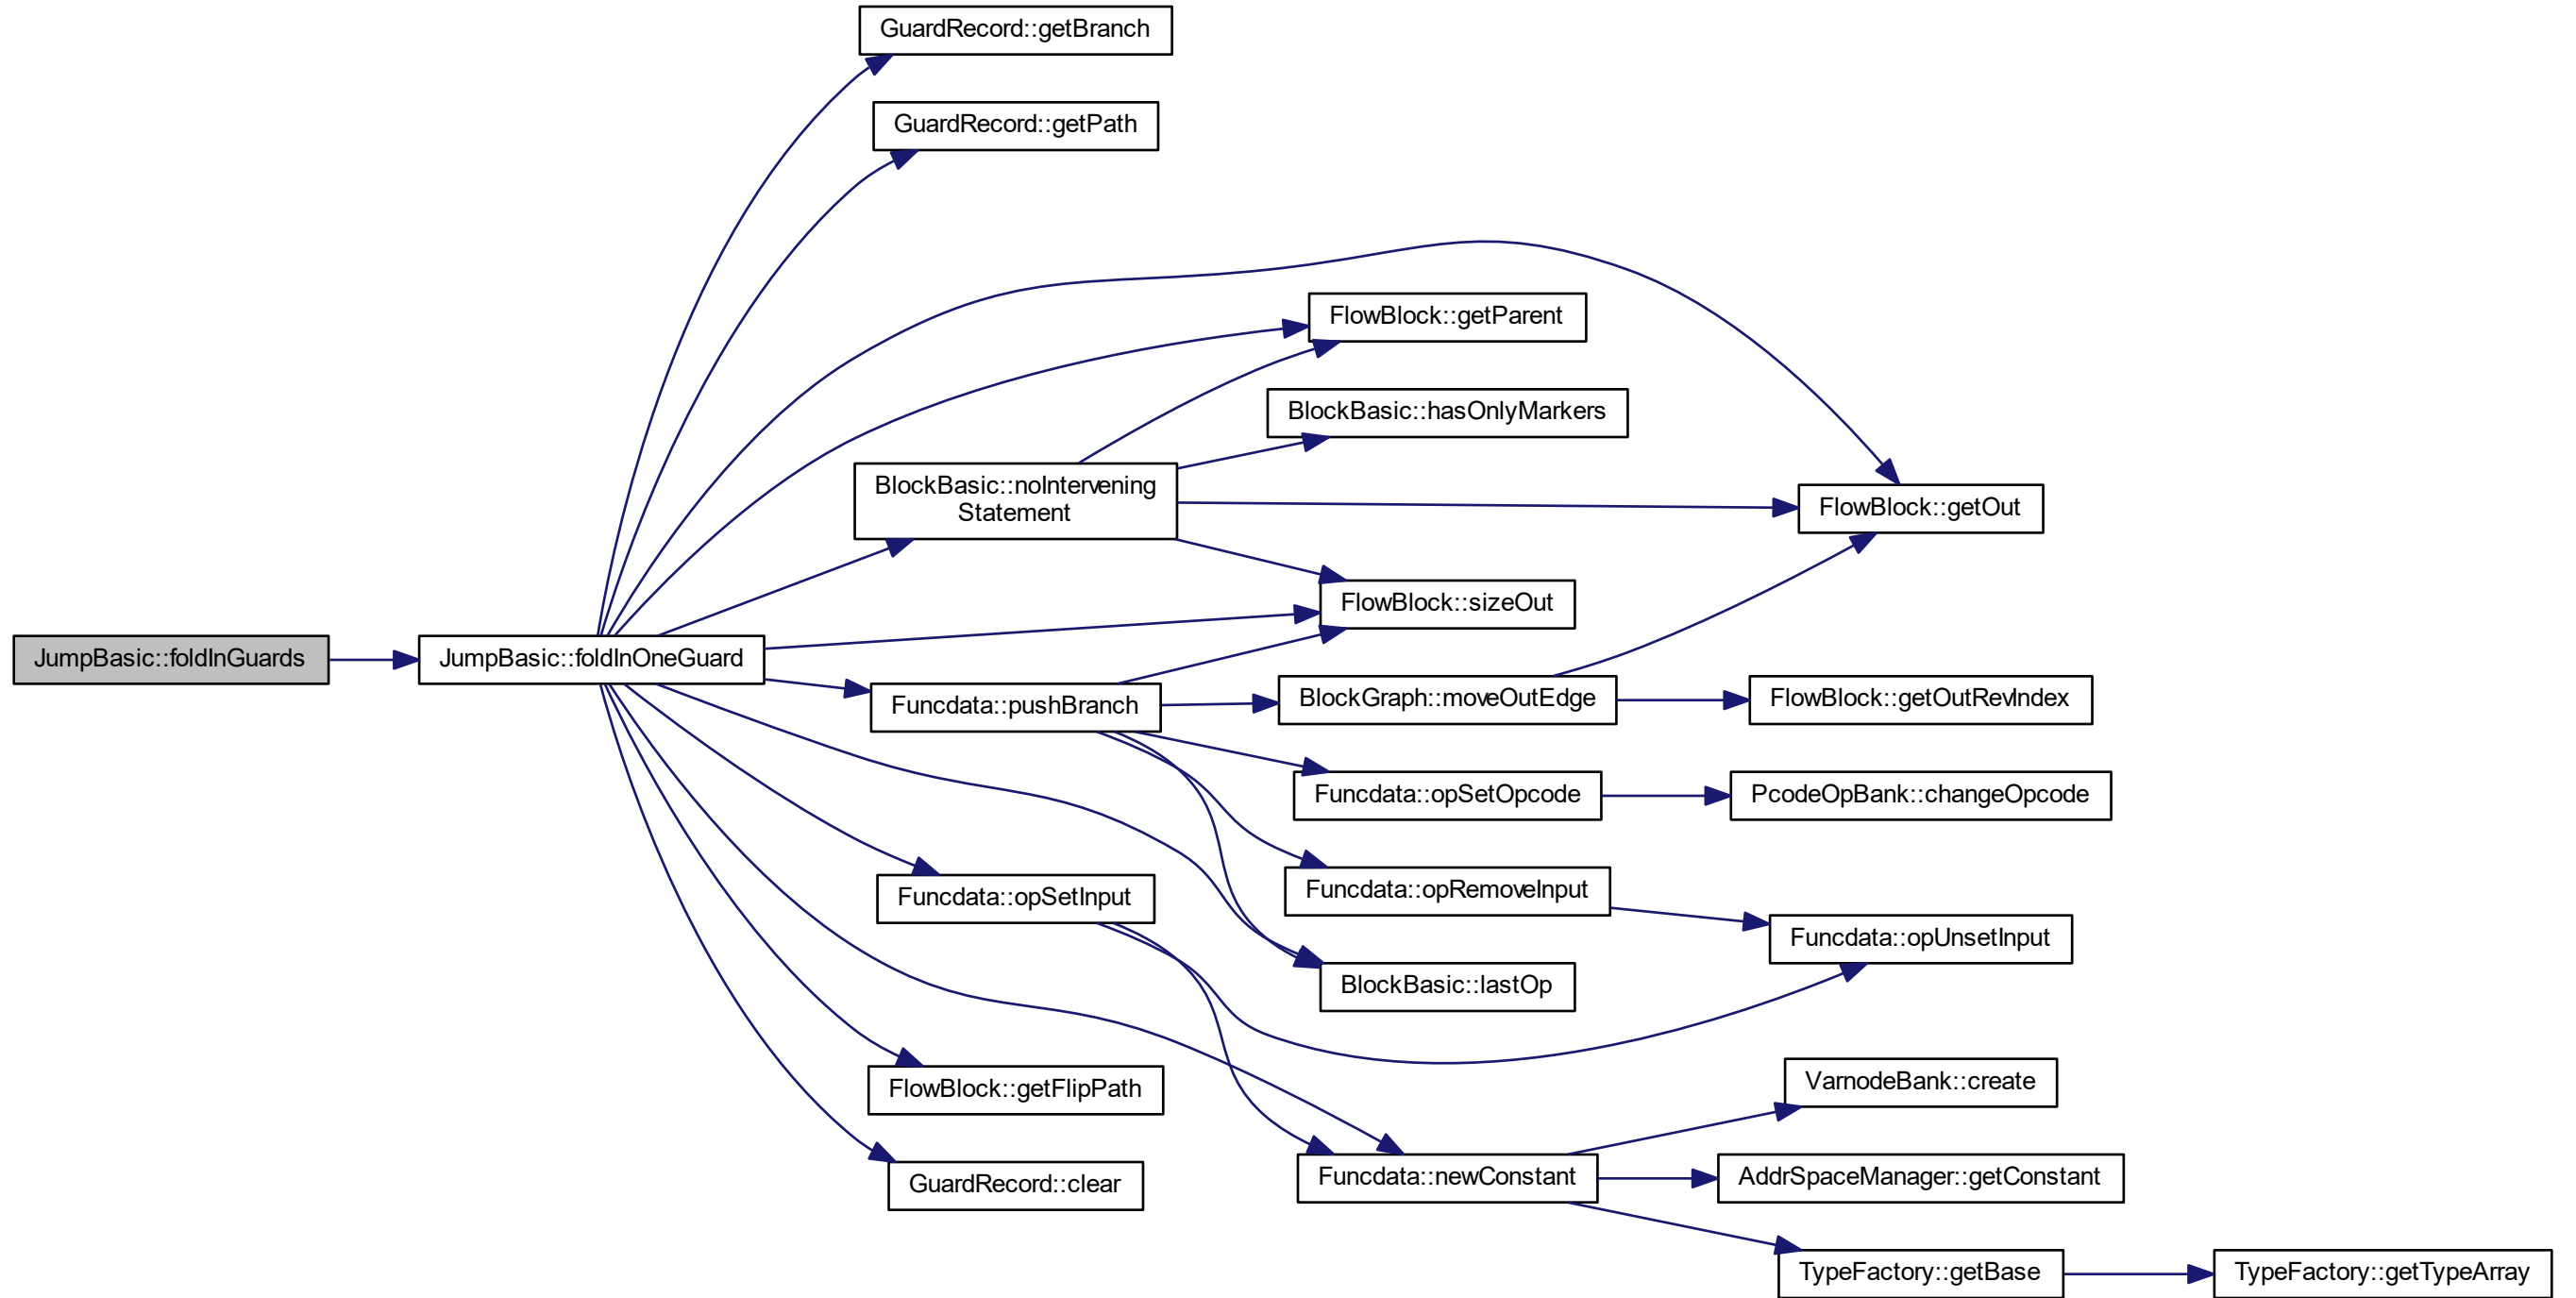 GuardRecord::getBranch
GuardRecord::getPath
FlowBlock::getParent
BlockBasic::hasOnlyMarkers
BlockBasic::noIntervening
Statement
FlowBlock::getOut
FlowBlock::sizeOut
JumpBasic::foldInGuards
JumpBasic::foldInOneGuard
Funcdata::pushBranch
BlockGraph::moveOutEdge
FlowBlock::getOutRevIndex
Funcdata::opSetOpcode
PcodeOpBank::changeOpcode
Funcdata::opSetInput
Funcdata::opRemoveInput
Funcdata::opUnsetInput
BlockBasic::lastOp
FlowBlock::getFlipPath
VarnodeBank::create
GuardRecord::clear
Funcdata::newConstant
AddrSpaceManager::getConstant
TypeFactory::getBase
TypeFactory::getTypeArray